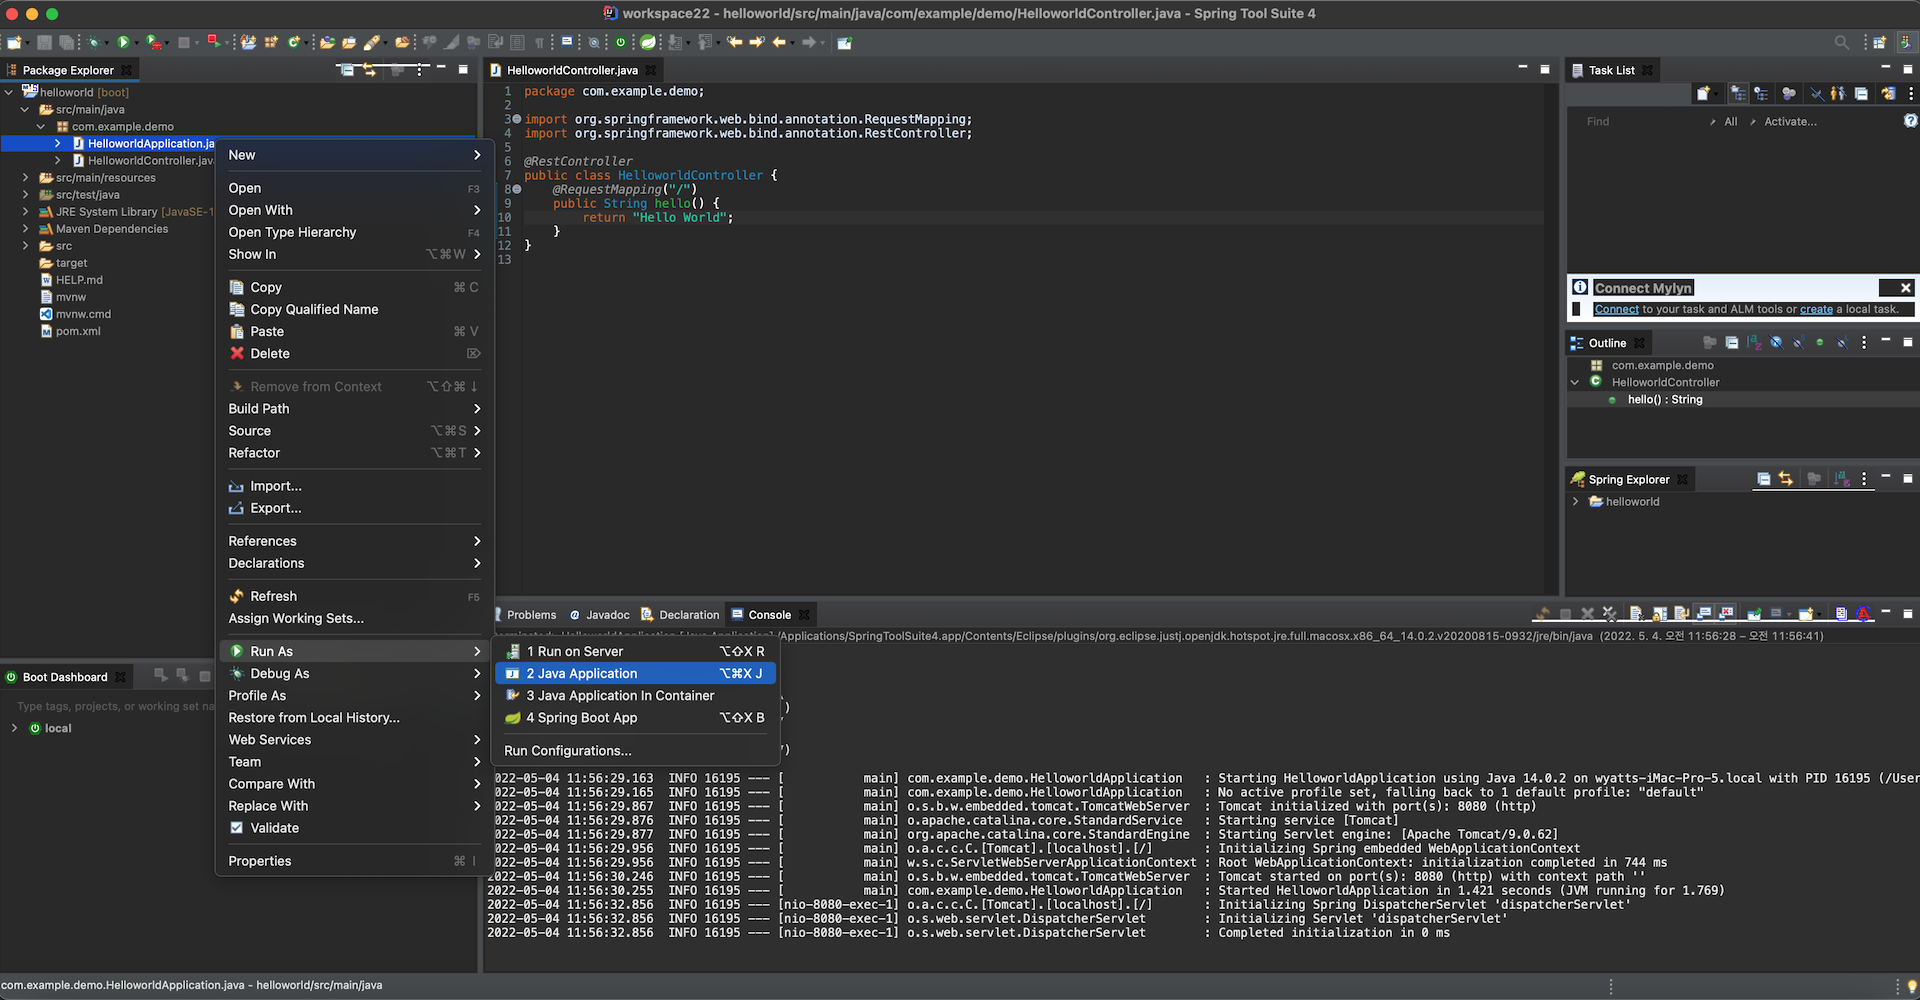 workspace22 - helloworld/src/main/java/com/example/demo/HelloworldController.java - Spring Tool Suite 4
Package Explorer
helloworld [boot]
src/main/java
com.example.demo
HelloworldApplication.ja
HelloworldController.jav
src/main/resources
src/test/java
JRE System Library [JavaSE-1
Maven Dependencies
src
target
HELP.md
mvnw
mvnw.cmd
pom.xml
New
Open F3
Open With
Open Type Hierarchy F4
Show In ⌥⌘W
Copy ⌘ C
Copy Qualified Name
Paste ⌘ V
Delete ⌦
Remove from Context ⌥⇧⌘↓
Build Path
Source ⌥⌘S
Refactor ⌥⌘T
Import...
Export...
References
Declarations
Refresh F5
Assign Working Sets...
Run As
Debug As
Profile As
Restore from Local History...
Web Services
Team
Compare With
Replace With
Validate
Properties ⌘ I
1 Run on Server ⌥⇧X R
2 Java Application ⌥⌘X J
3 Java Application In Container
4 Spring Boot App ⌥⇧X B
Run Configurations...
Boot Dashboard
Type tags, projects, or working set na
local
HelloworldController.java
1 package com.example.demo;
2
3 import org.springframework.web.bind.annotation.RequestMapping;
4 import org.springframework.web.bind.annotation.RestController;
5
6 @RestController
7 public class HelloworldController {
8 @RequestMapping("/")
9 public String hello() {
10 return "Hello World";
11 }
12 }
13
Task List
Find All Activate...
Connect Mylyn
Connect to your task and ALM tools or create a local task.
Outline
com.example.demo
HelloworldController
hello() : String
Spring Explorer
helloworld
Problems Javadoc Declaration Console
HelloworldApplication [Java Application] /Applications/SpringToolSuite4.app/Contents/Eclipse/plugins/org.eclipse.justj.openjdk.hotspot.jre.full.macosx.x86_64_14.0.2.v20200815-0932/jre/bin/java (2022. 5. 4. 오전 11:56:28 – 오전 11:56:41)
)
')
022-05-04 11:56:29.163 INFO 16195 --- [ main] com.example.demo.HelloworldApplication : Starting HelloworldApplication using Java 14.0.2 on wyatts-iMac-Pro-5.local with PID 16195 (/User
022-05-04 11:56:29.165 INFO 16195 --- [ main] com.example.demo.HelloworldApplication : No active profile set, falling back to 1 default profile: "default"
022-05-04 11:56:29.867 INFO 16195 --- [ main] o.s.b.w.embedded.tomcat.TomcatWebServer : Tomcat initialized with port(s): 8080 (http)
022-05-04 11:56:29.876 INFO 16195 --- [ main] o.apache.catalina.core.StandardService : Starting service [Tomcat]
022-05-04 11:56:29.877 INFO 16195 --- [ main] org.apache.catalina.core.StandardEngine : Starting Servlet engine: [Apache Tomcat/9.0.62]
022-05-04 11:56:29.956 INFO 16195 --- [ main] o.a.c.c.C.[Tomcat].[localhost].[/] : Initializing Spring embedded WebApplicationContext
022-05-04 11:56:29.956 INFO 16195 --- [ main] w.s.c.ServletWebServerApplicationContext : Root WebApplicationContext: initialization completed in 744 ms
2022-05-04 11:56:30.246 INFO 16195 --- [ main] o.s.b.w.embedded.tomcat.TomcatWebServer : Tomcat started on port(s): 8080 (http) with context path ''
2022-05-04 11:56:30.255 INFO 16195 --- [ main] com.example.demo.HelloworldApplication : Started HelloworldApplication in 1.421 seconds (JVM running for 1.769)
2022-05-04 11:56:32.856 INFO 16195 --- [nio-8080-exec-1] o.a.c.c.C.[Tomcat].[localhost].[/] : Initializing Spring DispatcherServlet 'dispatcherServlet'
2022-05-04 11:56:32.856 INFO 16195 --- [nio-8080-exec-1] o.s.web.servlet.DispatcherServlet : Initializing Servlet 'dispatcherServlet'
2022-05-04 11:56:32.856 INFO 16195 --- [nio-8080-exec-1] o.s.web.servlet.DispatcherServlet : Completed initialization in 0 ms
com.example.demo.HelloworldApplication.java - helloworld/src/main/java